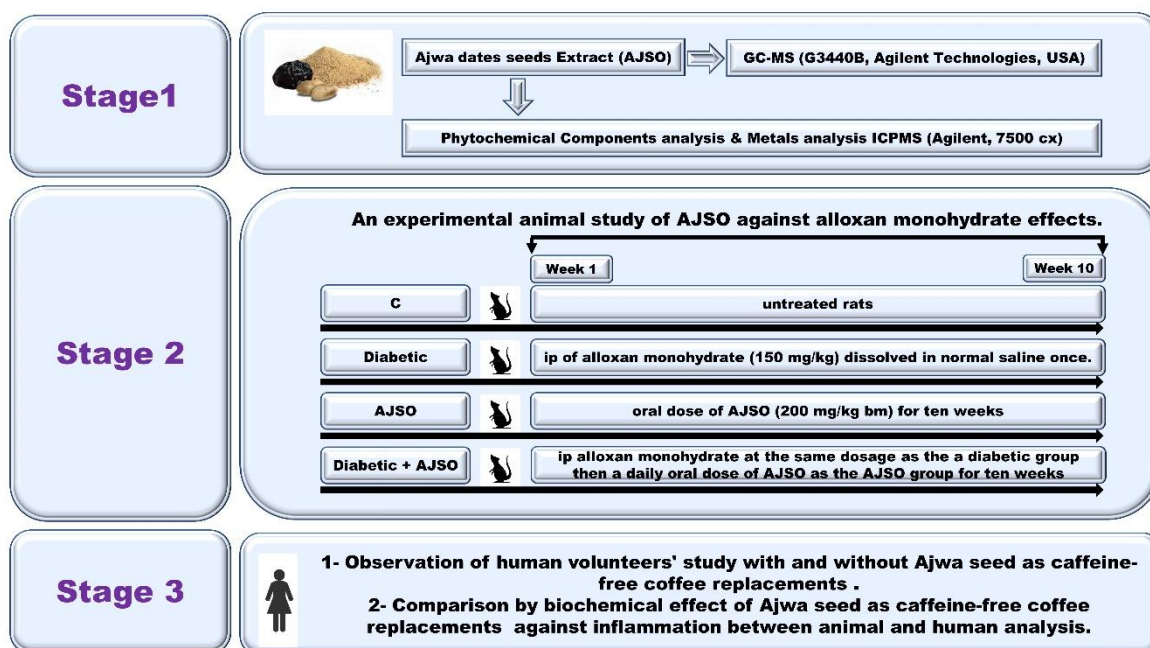 Stage1
Ajwa dates seeds Extract (AJSO)
GC-MS (G3440B, Agilent Technologies, USA)
Phytochemical Components analysis & Metals analysis ICPMS (Agilent, 7500 cx)
Stage 2
An experimental animal study of AJSO against alloxan monohydrate effects.
Week 1
Week 10
C
untreated rats
Diabetic
ip of alloxan monohydrate (150 mg/kg) dissolved in normal saline once.
AJSO
oral dose of AJSO (200 mg/kg bm) for ten weeks
Diabetic + AJSO
ip alloxan monohydrate at the same dosage as the a diabetic group
then a daily oral dose of AJSO as the AJSO group for ten weeks
Stage 3
1- Observation of human volunteers' study with and without Ajwa seed as caffeine-
free coffee replacements .
2- Comparison by biochemical effect of Ajwa seed as caffeine-free coffee
replacements against inflammation between animal and human analysis.